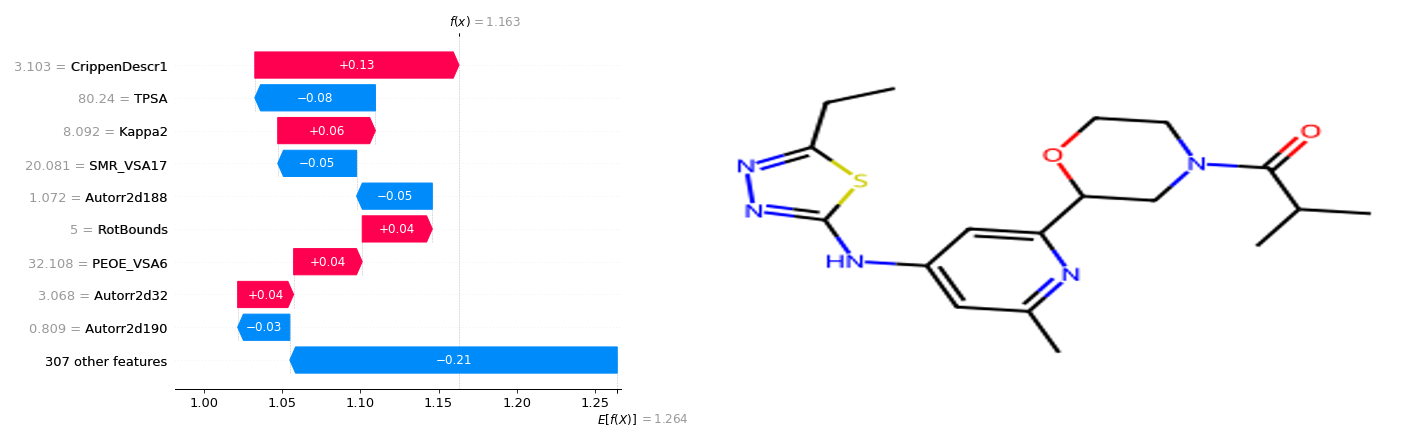 f(x) = 1.163
3.103 = CrippenDescr1
+0.13
80.24 = TPSA
−0.08
8.092 = Kappa2
+0.06
20.081 = SMR_VSA17
−0.05
1.072 = Autorr2d188
−0.05
5 = RotBounds
+0.04
32.108 = PEOE_VSA6
+0.04
3.068 = Autorr2d32
+0.04
0.809 = Autorr2d190
−0.03
307 other features
−0.21
1.00 1.05 1.10 1.15 1.20 1.25
E[f(X)] = 1.264
O
O
N
N
S
N
HN
N